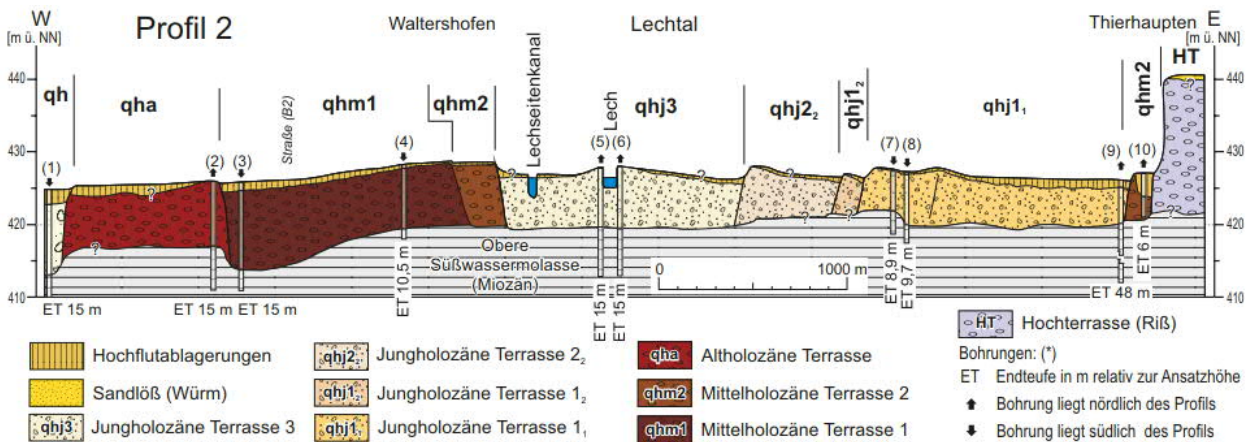 W
[m ü. NN]
Profil 2
Waltershofen
Lechtal
Thierhaupten
E
[m ü. NN]
440
430
420
410
440
430
420
410
qh
qha
Straße (B2)
qhm1
qhm2
Lechseitenkanal
Lech
qhj3
qhj2₂
qhj1₂
qhj1₁
qhm2
HT
(1)
(2)
(3)
(4)
(5)
(6)
(7)
(8)
(9)
(10)
?
?
?
?
?
?
?
?
?
?
?
Obere
Süßwassermolasse
(Miozän)
0
1000 m
ET 15 m
ET 15 m
ET 15 m
ET 10,5 m
ET 15 m
ET 15 m
ET 8,9 m
ET 9,7 m
ET 48 m
ET 6 m
Hochflutablagerungen
Sandlöß (Würm)
qhj3 Jungholozäne Terrasse 3
qhj2₂ Jungholozäne Terrasse 2₂
qhj1₂ Jungholozäne Terrasse 1₂
qhj1₁ Jungholozäne Terrasse 1₁
qha Altholozäne Terrasse
qhm2 Mittelholozäne Terrasse 2
qhm1 Mittelholozäne Terrasse 1
HT Hochterrasse (Riß)
Bohrungen: (*)
ET Endteufe in m relativ zur Ansatzhöhe
Bohrung liegt nördlich des Profils
Bohrung liegt südlich des Profils